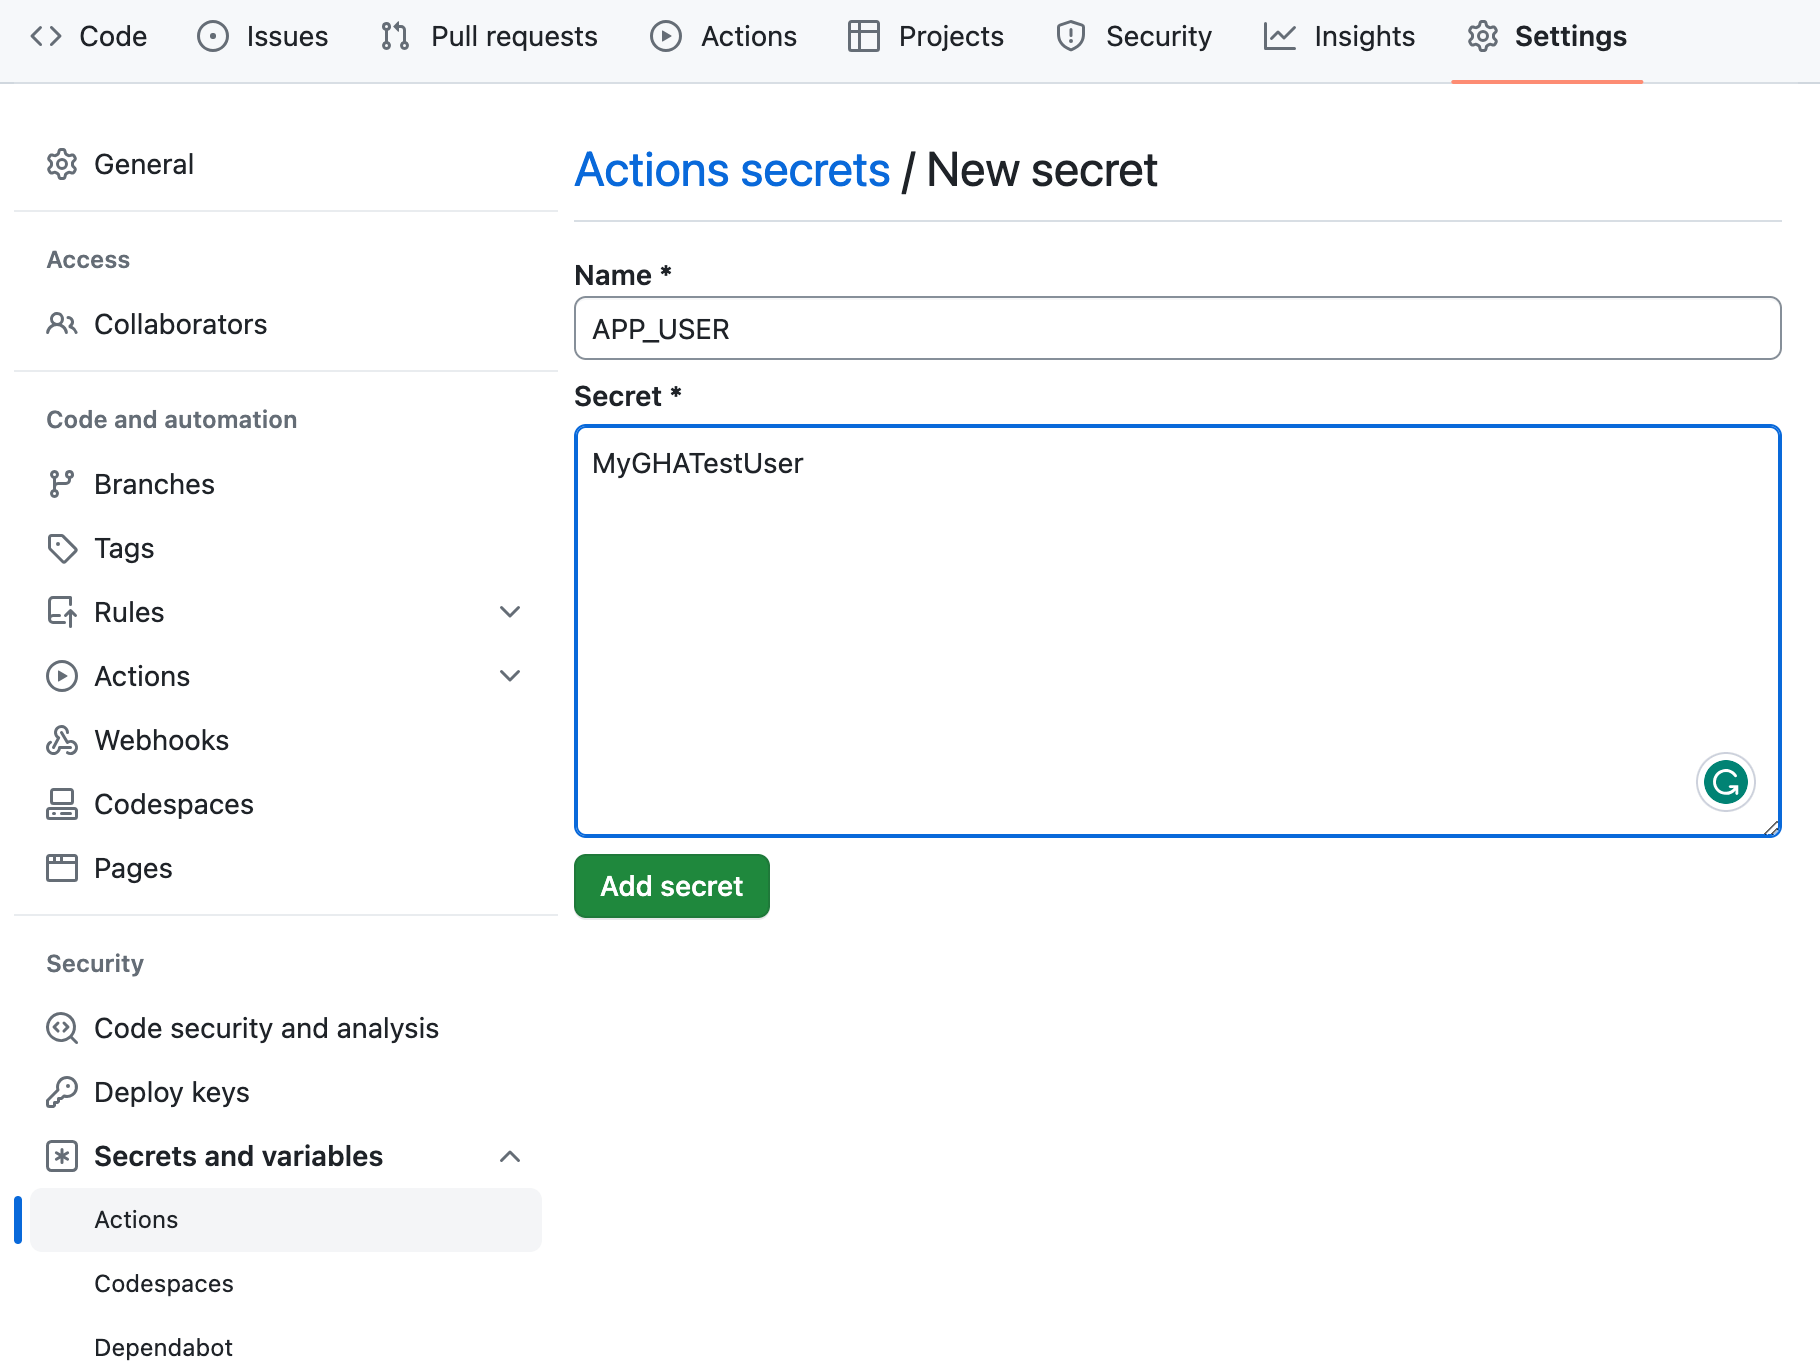 Code Issues Pull requests Actions Projects Security Insights Settings
General
Access
Collaborators
Code and automation
Branches
Tags
Rules
Actions
Webhooks
Codespaces
Pages
Security
Code security and analysis
Deploy keys
Secrets and variables
Actions
Codespaces
Dependabot
Actions secrets / New secret
Name *
APP_USER
Secret *
MyGHATestUser
Add secret